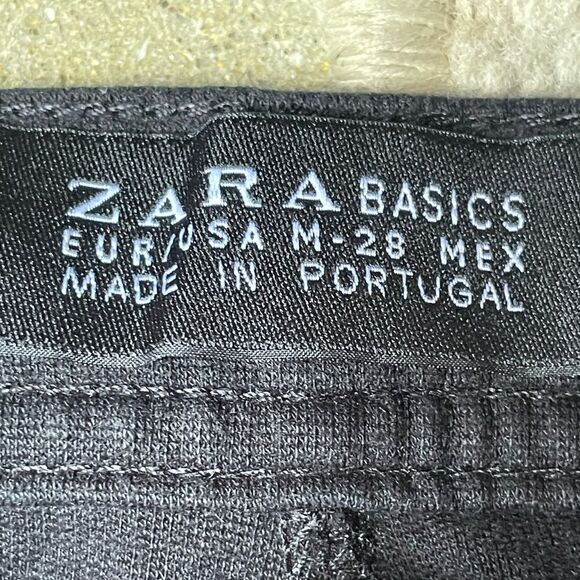 ZARA BASICS
EUR/USA M-28 MEX
MADE IN PORTUGAL